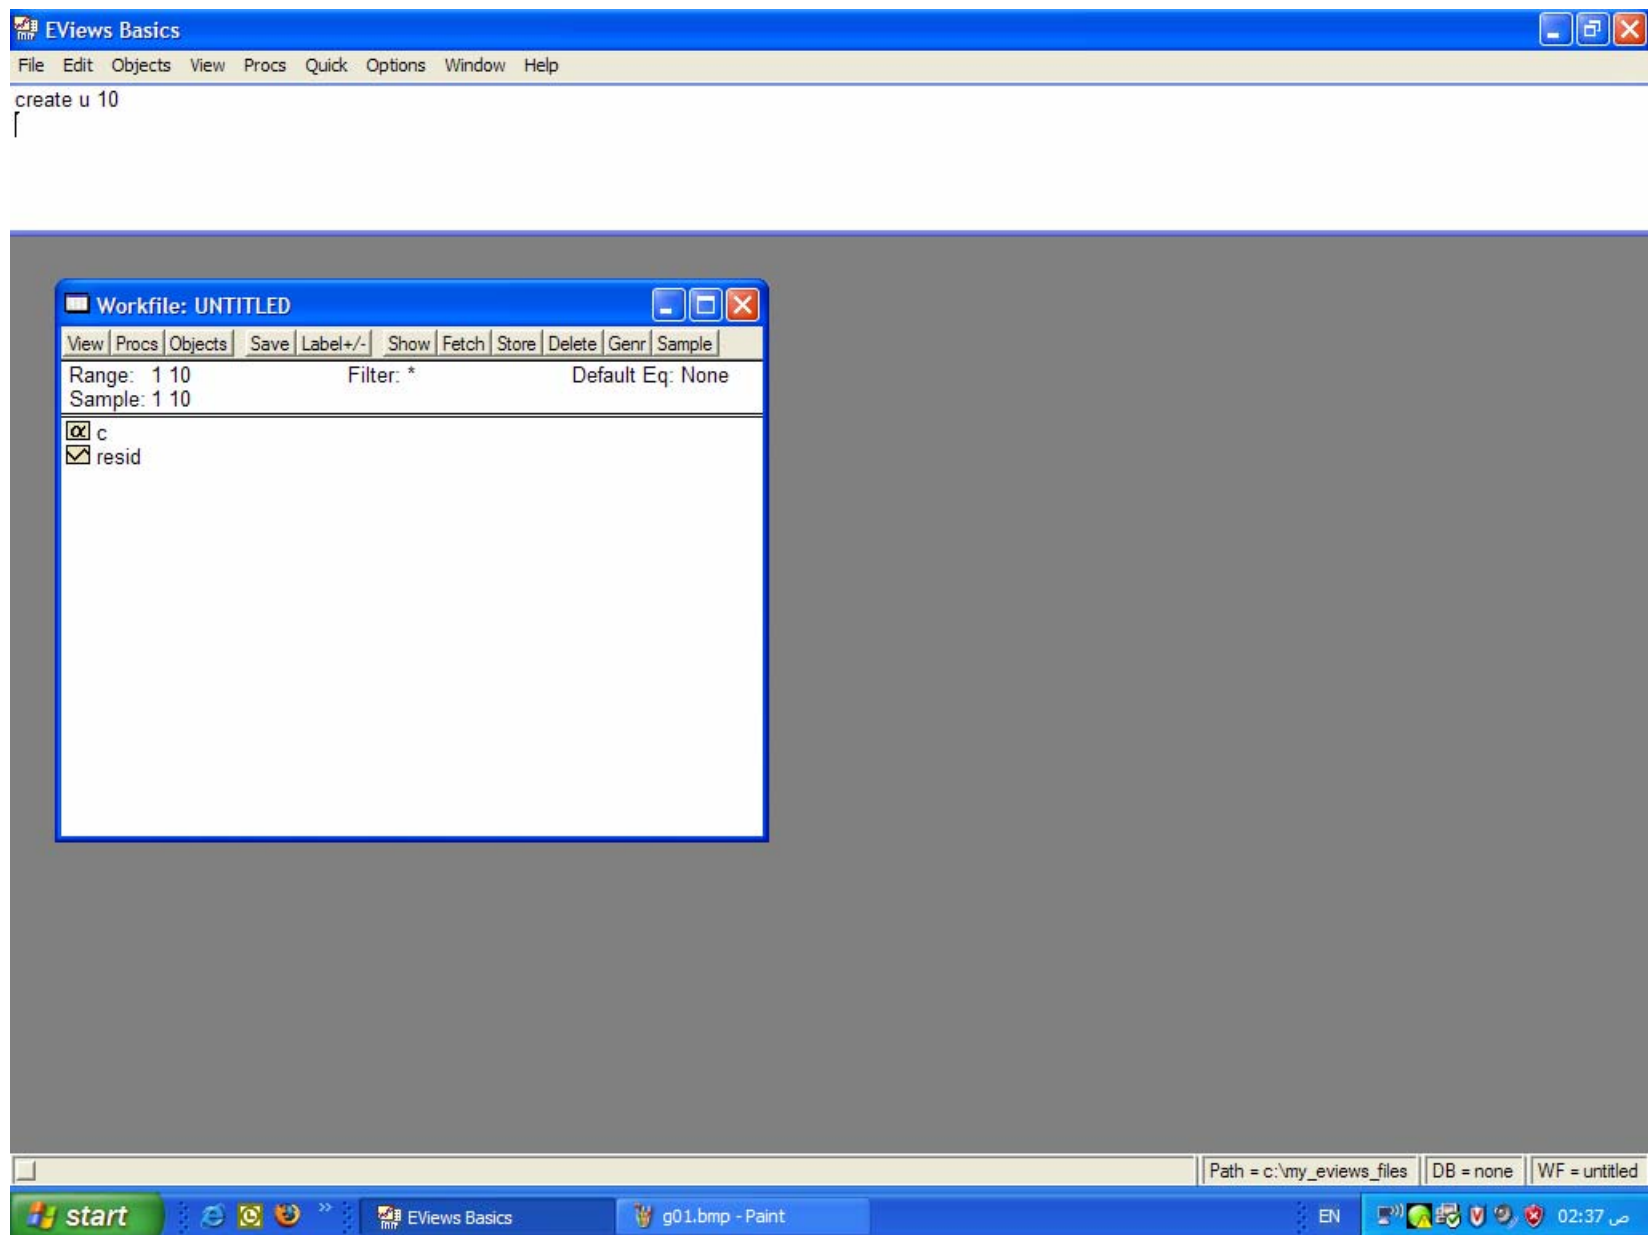 EViews Basics
File Edit Objects View Procs Quick Options Window Help
create u 10
Workfile: UNTITLED
View Procs Objects Save Label+/- Show Fetch Store Delete Genr Sample
Range: 1 10 Filter: * Default Eq: None
Sample: 1 10
α c
resid
Path = c:\my_eviews_files DB = none WF = untitled
start EViews Basics g01.bmp - Paint EN 02:37 ص